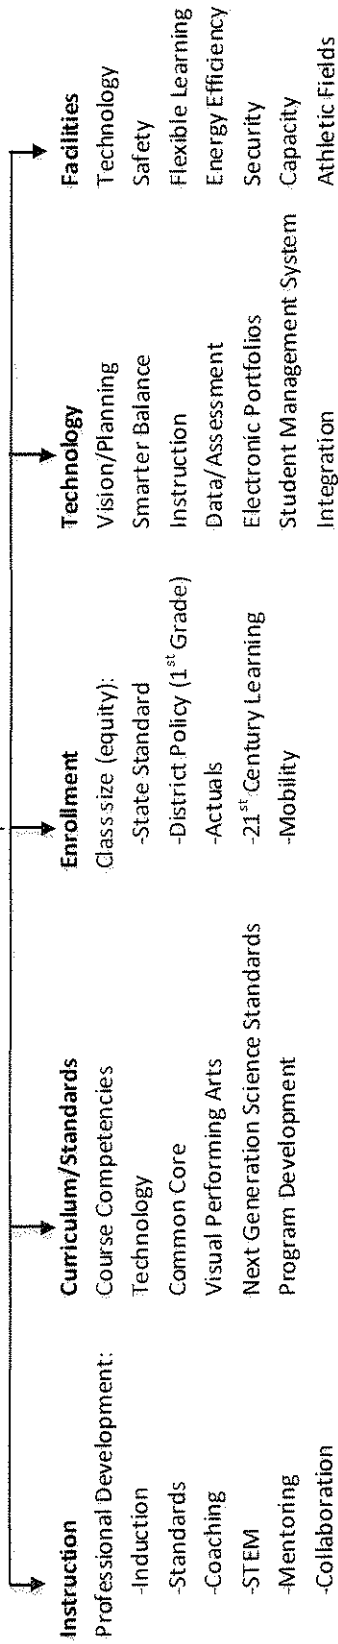 Instruction
Professional Development:
-Induction
-Standards
-Coaching
-STEM
-Mentoring
-Collaboration
Curriculum/Standards
Course Competencies
Technology
Common Core
Visual Performing Arts
Next Generation Science Standards
Program Development
Enrollment
Class size (equity):
-State Standard
-District Policy (1st Grade)
-Actuals
-21st Century Learning
-Mobility
Technology
Vision/Planning
Smarter Balance
Instruction
Data/Assessment
Electronic Portfolios
Student Management System
Integration
Facilities
Technology
Safety
Flexible Learning
Energy Efficiency
Security
Capacity
Athletic Fields